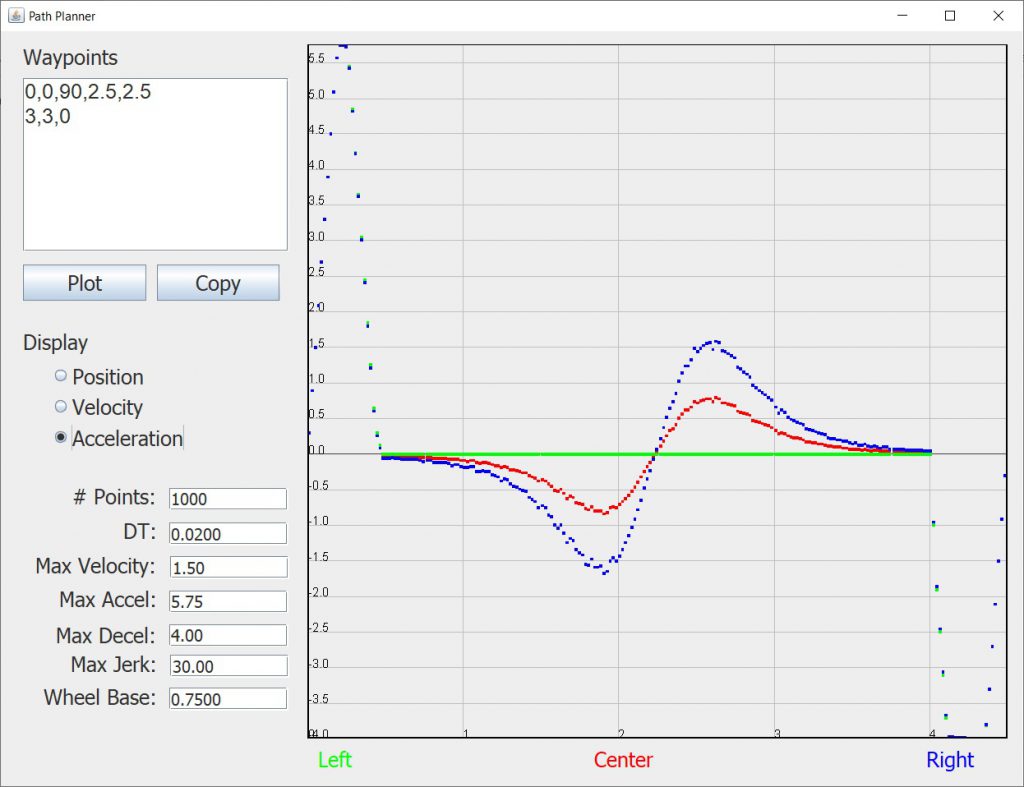 Path Planner
Waypoints
0,0,90,2.5,2.5
3,3,0
Plot Copy
Display
Position
Velocity
Acceleration
# Points: 1000
DT: 0.0200
Max Velocity: 1.50
Max Accel: 5.75
Max Decel: 4.00
Max Jerk: 30.00
Wheel Base: 0.7500
5.5
5.0
4.5
4.0
3.5
3.0
2.5
2.0
1.5
1.0
0.5
0.0
-0.5
-1.0
-1.5
-2.0
-2.5
-3.0
-3.5
1 2 3 4
Left Center Right